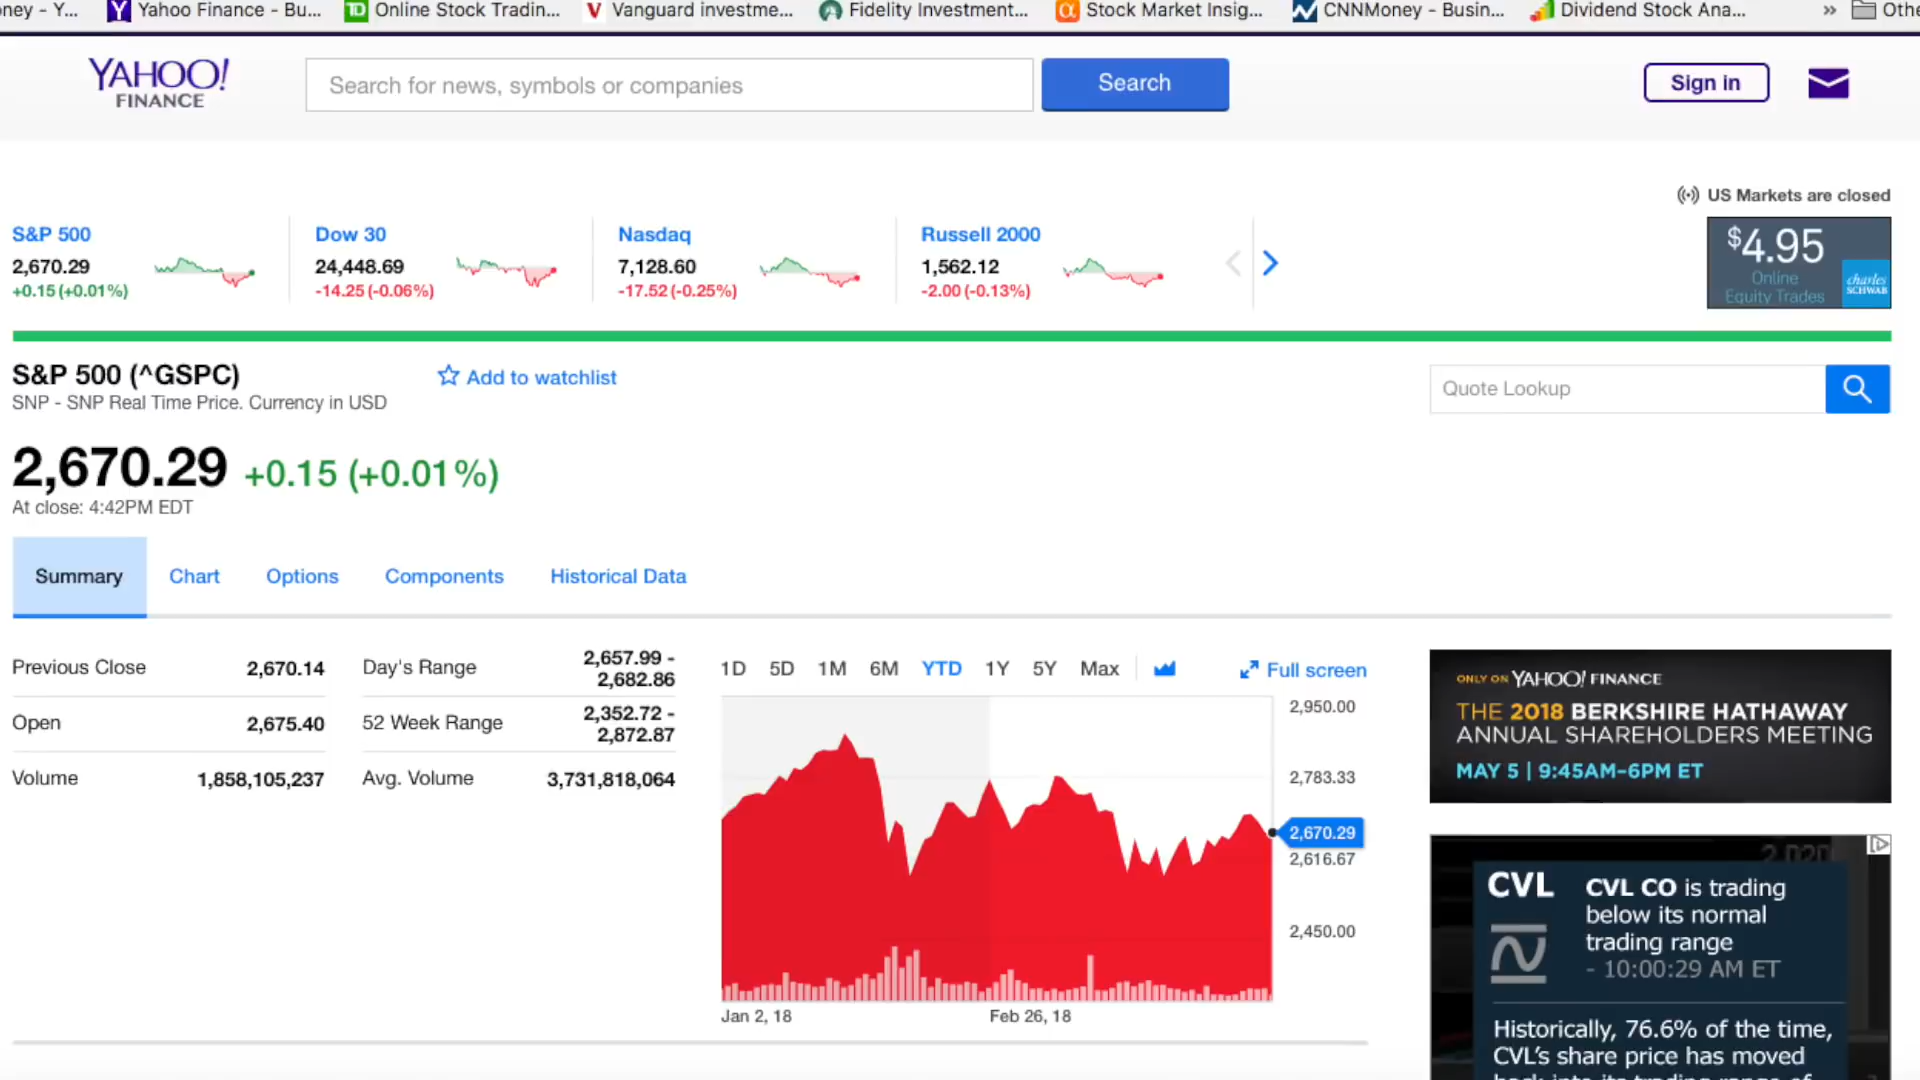 ney - Y... Yahoo Finance - Bu... TD Online Stock Tradin... V Vanguard investme... Fidelity Investment... α Stock Market Insig... CNNMoney - Busin... Dividend Stock Ana... » Othe
YAHOO!
FINANCE
Search for news, symbols or companies
Search
Sign in
US Markets are closed
S&P 500
2,670.29
+0.15 (+0.01%)
Dow 30
24,448.69
-14.25 (-0.06%)
Nasdaq
7,128.60
-17.52 (-0.25%)
Russell 2000
1,562.12
-2.00 (-0.13%)
$4.95
Online
Equity Trades
charles
SCHWAB
S&P 500 (^GSPC)
SNP - SNP Real Time Price. Currency in USD
Add to watchlist
Quote Lookup
2,670.29 +0.15 (+0.01%)
At close: 4:42PM EDT
Summary Chart Options Components Historical Data
Previous Close 2,670.14
Open 2,675.40
Volume 1,858,105,237
Day's Range 2,657.99 -
2,682.86
52 Week Range 2,352.72 -
2,872.87
Avg. Volume 3,731,818,064
1D 5D 1M 6M YTD 1Y 5Y Max Full screen
2,950.00
2,783.33
2,670.29
2,616.67
2,450.00
Jan 2, 18 Feb 26, 18
ONLY ON YAHOO! FINANCE
THE 2018 BERKSHIRE HATHAWAY
ANNUAL SHAREHOLDERS MEETING
MAY 5 | 9:45AM-6PM ET
CVL
CVL CO is trading
below its normal
trading range
- 10:00:29 AM ET
Historically, 76.6% of the time,
CVL's share price has moved